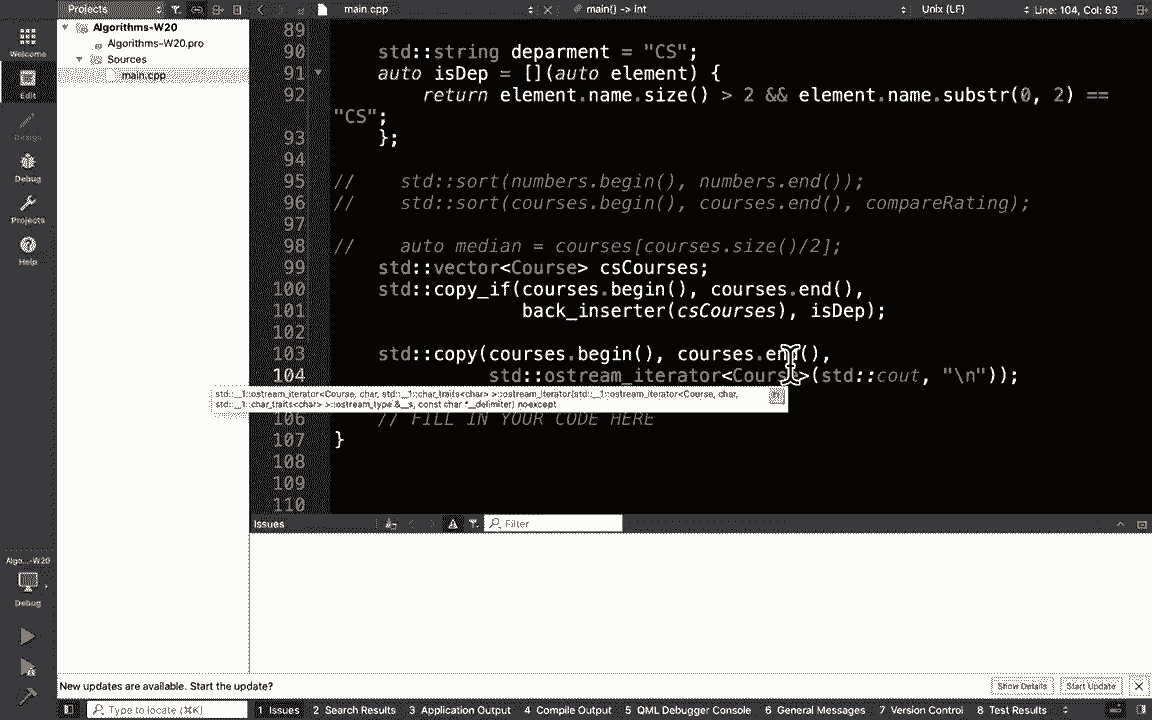 Projects
main.cpp
main() -> int
Unix (LF)
Line: 104, Col: 63
Welcome
Edit
Design
Debug
Projects
Help
Algorithms-W20
Algorithms-W20.pro
Sources
main.cpp
89
90 std::string deparment = "CS";
91 auto isDep = [](auto element) {
92 return element.name.size() > 2 && element.name.substr(0, 2) ==
"CS";
93 };
94
95 // std::sort(numbers.begin(), numbers.end());
96 // std::sort(courses.begin(), courses.end(), compareRating);
97
98 // auto median = courses[courses.size()/2];
99 std::vector<Course> csCourses;
100 std::copy_if(courses.begin(), courses.end(),
101 back_inserter(csCourses), isDep);
102
103 std::copy(courses.begin(), courses.end(),
104 std::ostream_iterator<Course>(std::cout, "\n"));
std::__1::ostream_iterator<Course, char, std::__1::char_traits<char> >::ostream_iterator(std::__1::ostream_iterator<Course, char,
std::__1::char_traits<char> >::ostream_type &__s, const char *__delimiter) noexcept
106 // FILL IN YOUR CODE HERE
107 }
108
109
110
Issues
Filter
Algo...-W20
Debug
New updates are available. Start the update?
Show Details
Start Update
Type to locate (⌘K)
1 Issues
2 Search Results
3 Application Output
4 Compile Output
5 QML Debugger Console
6 General Messages
7 Version Control
8 Test Results